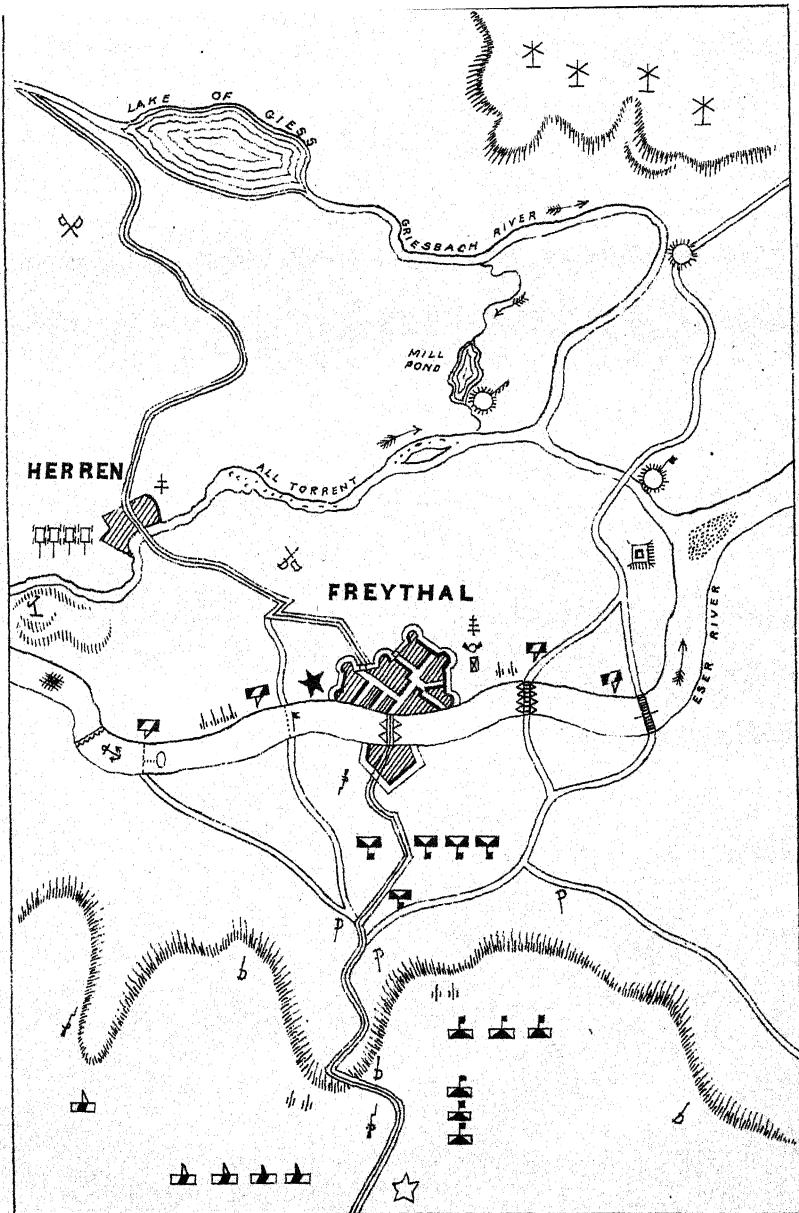 LAKE OF GIESS
GRIESBACH RIVER
MILL
POND
HERREN
ALL TORRENT
FREYTHAL
ESER RIVER
P
P
P